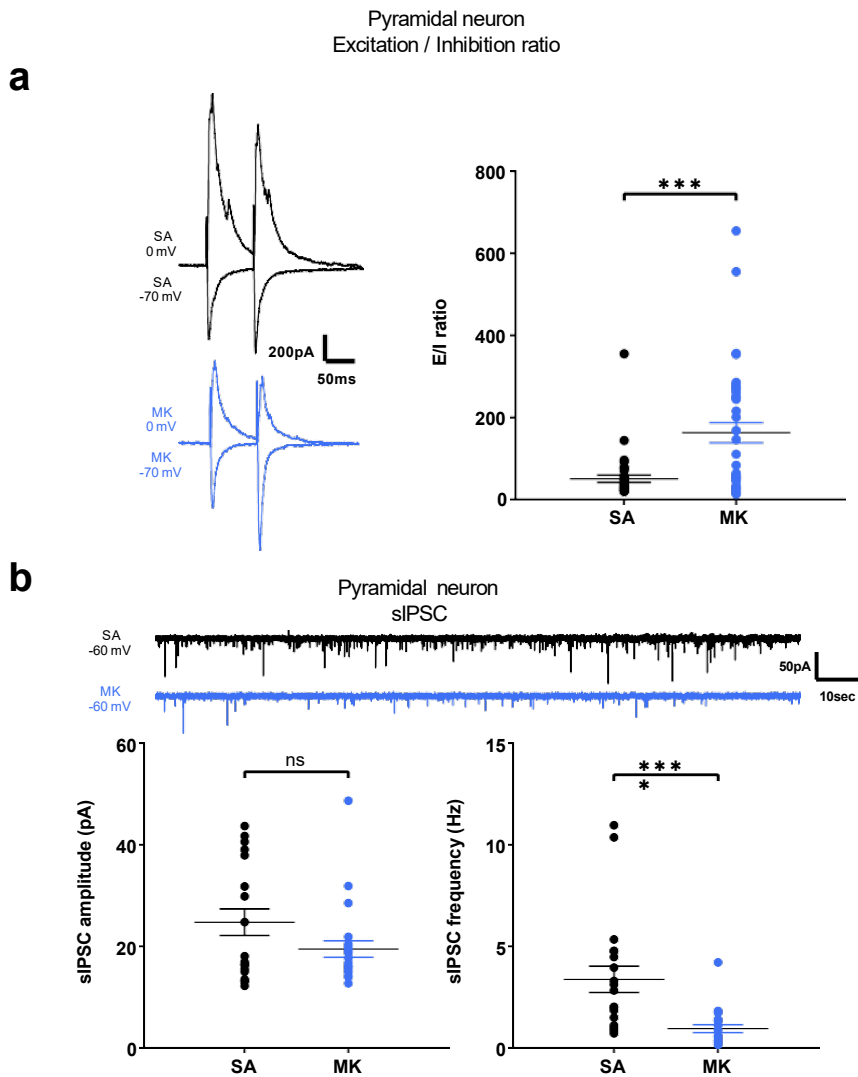 Pyramidal neuron
Excitation / Inhibition ratio
a
SA
0 mV
SA
-70 mV
200pA
50ms
MK
0 mV
MK
-70 mV
800
600
400
200
0
E/I ratio
***
SA
MK
b
Pyramidal neuron
sIPSC
SA
-60 mV
50pA
10sec
MK
-60 mV
60
40
20
0
sIPSC amplitude (pA)
ns
SA
MK
15
10
5
0
sIPSC frequency (Hz)
***
*
SA
MK